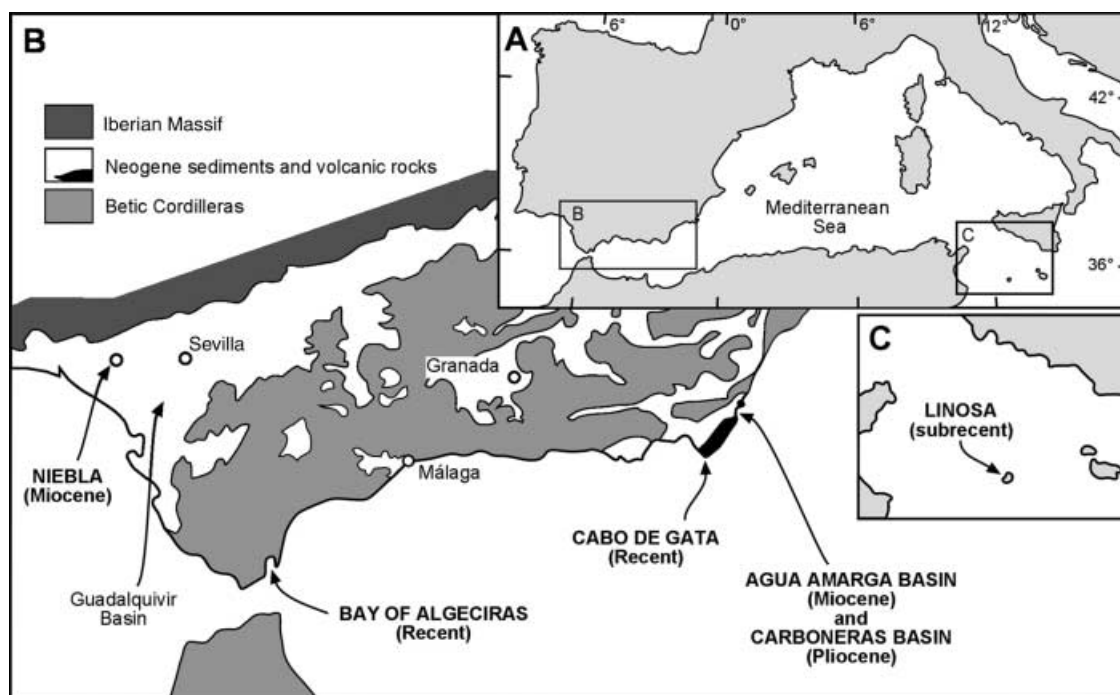 B
Iberian Massif
Neogene sediments and volcanic rocks
Betic Cordilleras
A
6°
0°
6°
12°
42°
36°
B
Mediterranean
Sea
C
Sevilla
Granada
Málaga
NIEBLA
(Miocene)
Guadalquivir
Basin
BAY OF ALGECIRAS
(Recent)
CABO DE GATA
(Recent)
AGUA AMARGA BASIN
(Miocene)
and
CARBONERAS BASIN
(Pliocene)
C
LINOSA
(subrecent)